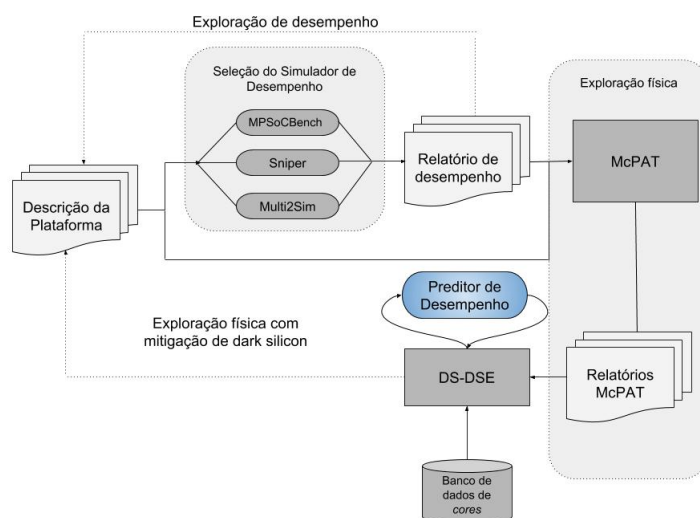 Exploração de desempenho
Seleção do Simulador de
Desempenho
MPSoCBench
Sniper
Multi2Sim
Descrição da
Plataforma
Relatório de
desempenho
Exploração física
McPAT
Preditor de
Desempenho
Exploração física com
mitigação de dark silicon
DS-DSE
Relatórios
McPAT
Banco de
dados de
cores